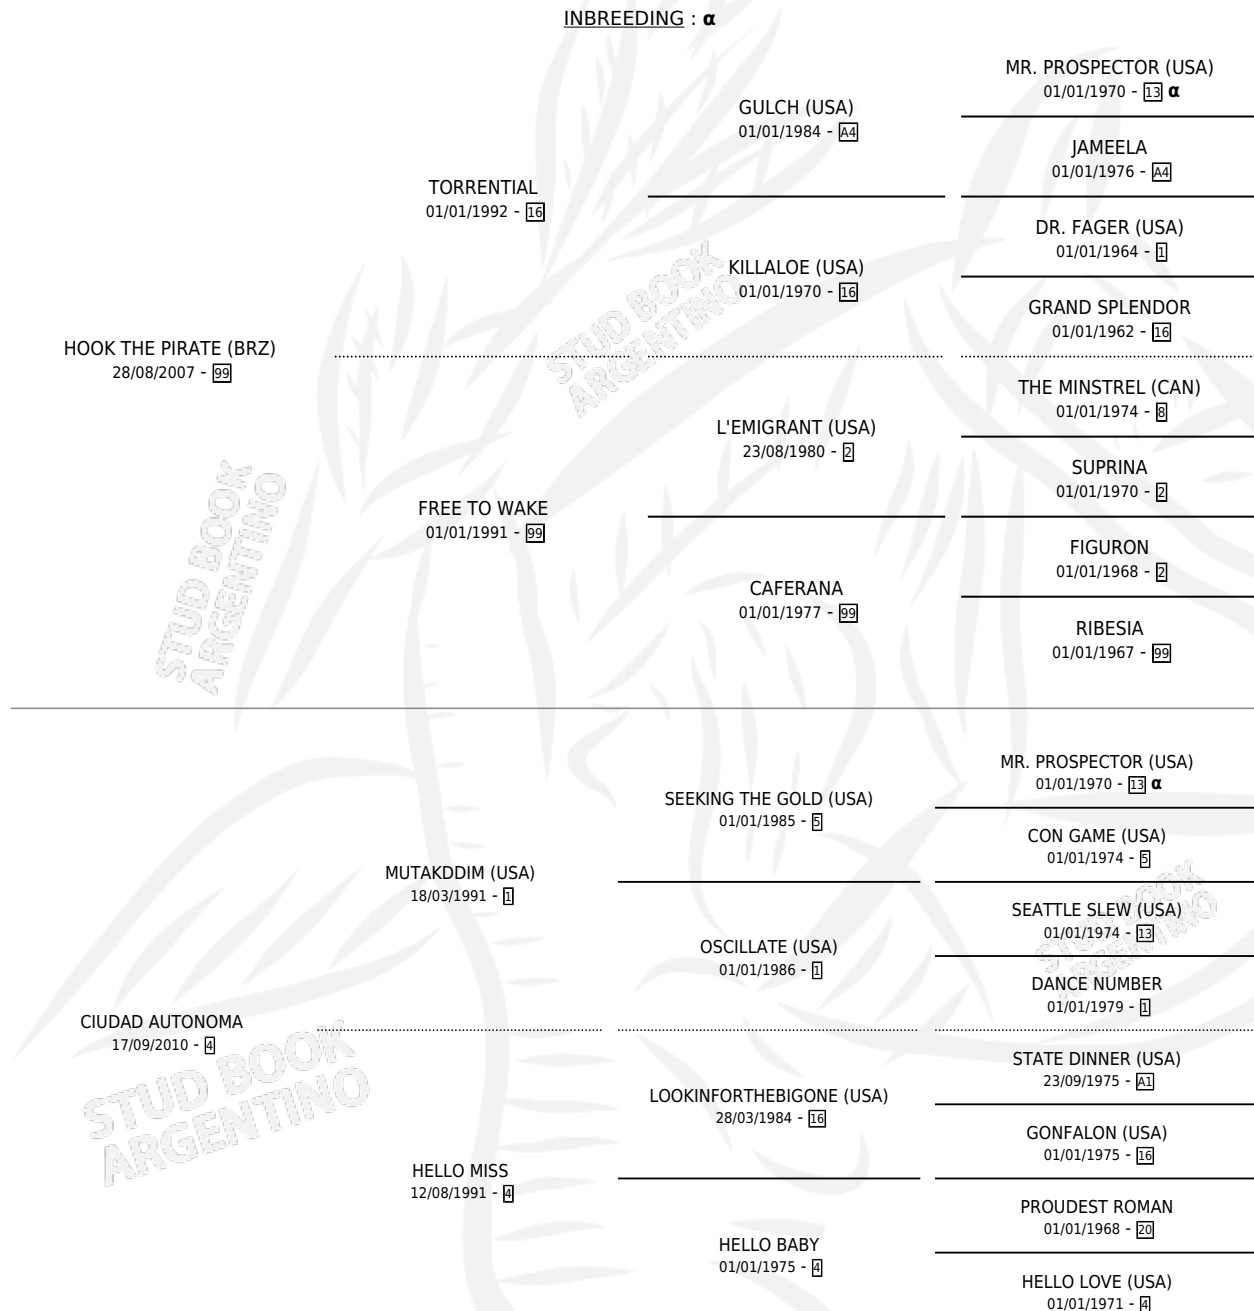 INBREEDING : α
MR. PROSPECTOR (USA)
01/01/1970 - 13 α
GULCH (USA)
01/01/1984 - A4
JAMEELA
01/01/1976 - A4
TORRENTIAL
01/01/1992 - 16
DR. FAGER (USA)
01/01/1964 - 1
KILLALOE (USA)
01/01/1970 - 16
GRAND SPLENDOR
01/01/1962 - 16
HOOK THE PIRATE (BRZ)
28/08/2007 - 99
THE MINSTREL (CAN)
01/01/1974 - 8
L'EMIGRANT (USA)
23/08/1980 - 2
SUPRINA
01/01/1970 - 2
FREE TO WAKE
01/01/1991 - 99
FIGURON
01/01/1968 - 2
CAFERANA
01/01/1977 - 99
RIBESIA
01/01/1967 - 99
MR. PROSPECTOR (USA)
01/01/1970 - 13 α
SEEKING THE GOLD (USA)
01/01/1985 - 5
CON GAME (USA)
01/01/1974 - 5
MUTAKDDIM (USA)
18/03/1991 - 1
SEATTLE SLEW (USA)
01/01/1974 - 13
OSCILLATE (USA)
01/01/1986 - 1
DANCE NUMBER
01/01/1979 - 1
CIUDAD AUTONOMA
17/09/2010 - 4
STATE DINNER (USA)
23/09/1975 - A1
LOOKINFORTHEBIGONE (USA)
28/03/1984 - 16
GONFALON (USA)
01/01/1975 - 16
HELLO MISS
12/08/1991 - 4
PROUDEST ROMAN
01/01/1968 - 20
HELLO BABY
01/01/1975 - 4
HELLO LOVE (USA)
01/01/1971 - 4
STUD BOOK
ARGENTINO
STUD BOOK
ARGENTINO
STUD BOOK
ARGENTINO
STUD BOOK
ARGENTINO